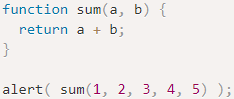 function sum(a, b) {
  return a + b;
}

alert( sum(1, 2, 3, 4, 5) );